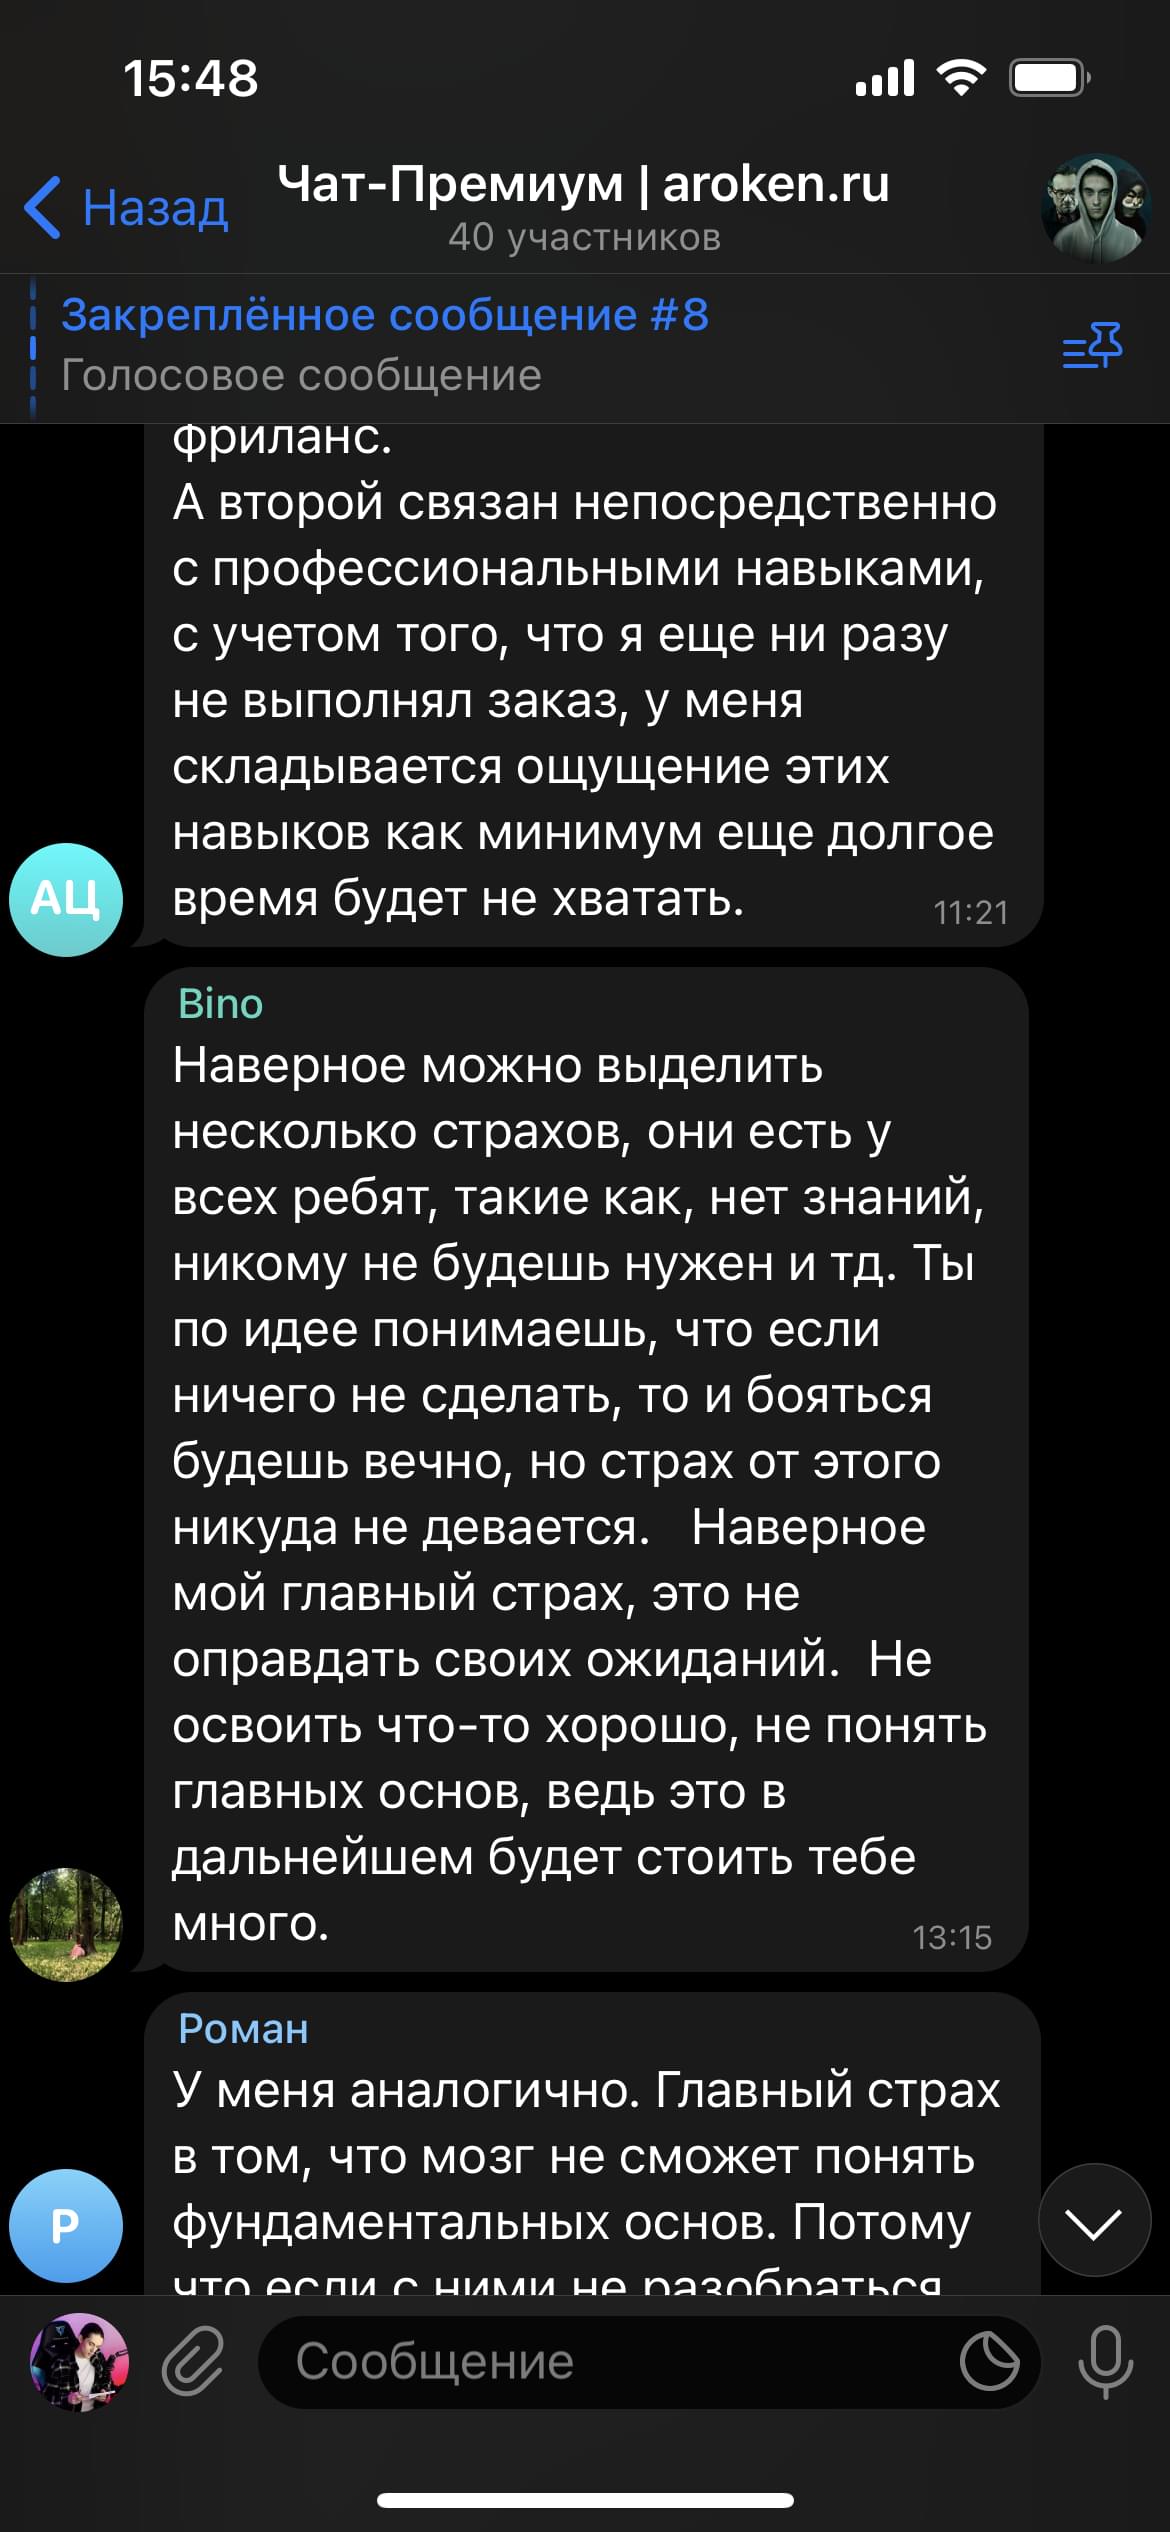 15:48
Назад
Чат-Премиум | aroken.ru
40 участников
Закреплённое сообщение #8
Голосовое сообщение
фриланс.
А второй связан непосредственно
с профессиональными навыками,
с учетом того, что я еще ни разу
не выполнял заказ, у меня
складывается ощущение этих
навыков как минимум еще долгое
время будет не хватать.
11:21
АЦ
Bino
Наверное можно выделить
несколько страхов, они есть у
всех ребят, такие как, нет знаний,
никому не будешь нужен и тд. Ты
по идее понимаешь, что если
ничего не сделать, то и бояться
будешь вечно, но страх от этого
никуда не девается.   Наверное
мой главный страх, это не
оправдать своих ожиданий.  Не
освоить что-то хорошо, не понять
главных основ, ведь это в
дальнейшем будет стоить тебе
много.
13:15
Роман
У меня аналогично. Главный страх
в том, что мозг не сможет понять
фундаментальных основ. Потому
что если с ними не разобраться
Р
Сообщение